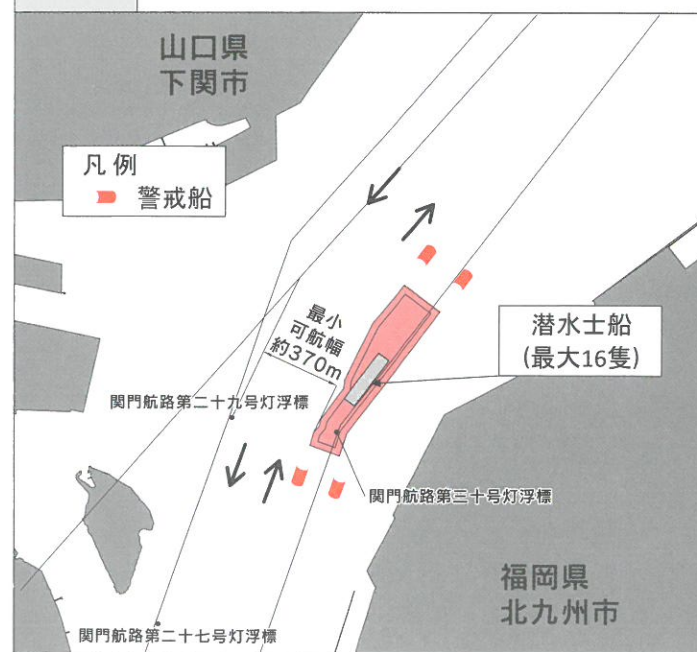 山口県
下関市
凡例
警戒船
最小
可航幅
約370m
潜水士船
(最大16隻)
関門航路第二十九号灯浮標
関門航路第三十号灯浮標
福岡県
北九州市
関門航路第二十七号灯浮標